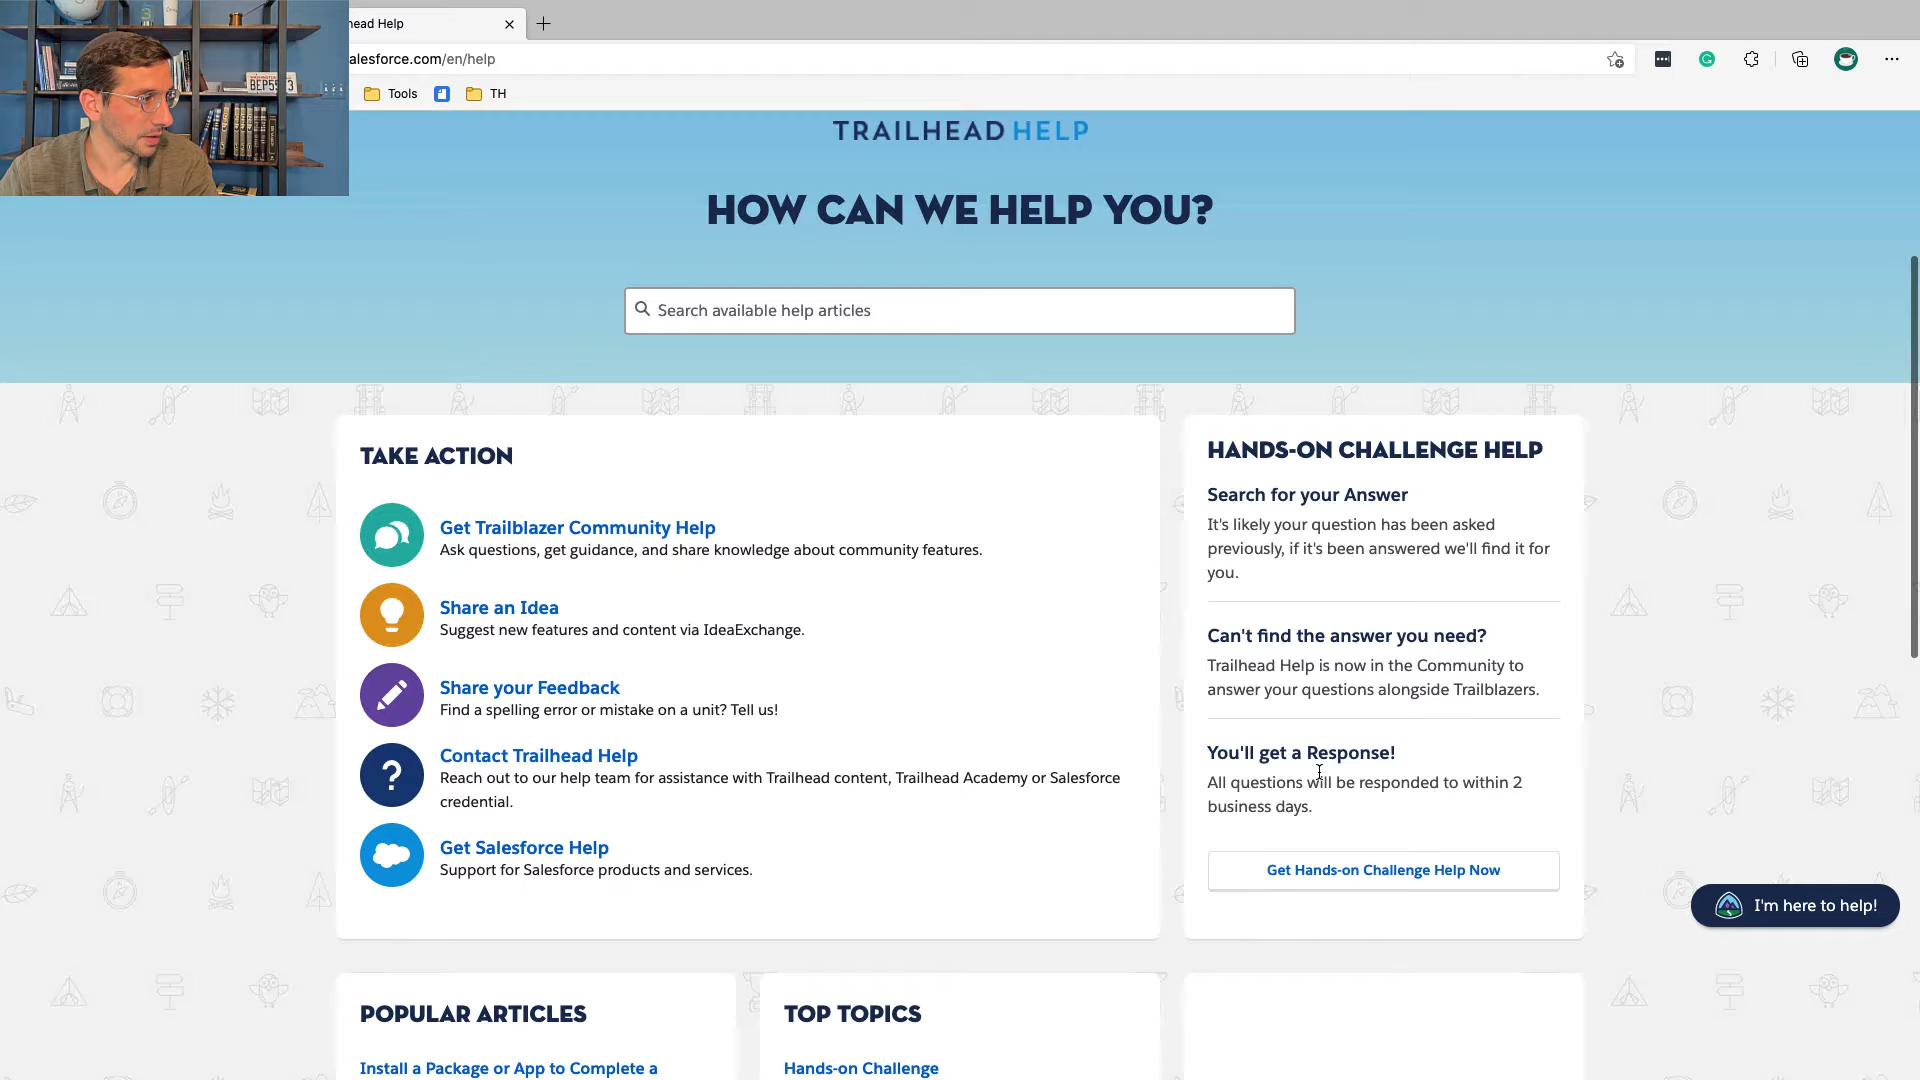 head Help
alesforce.com/en/help
Tools
TH
TRAILHEAD HELP
HOW CAN WE HELP YOU?
Search available help articles
TAKE ACTION
Get Trailblazer Community Help
Ask questions, get guidance, and share knowledge about community features.
Share an Idea
Suggest new features and content via IdeaExchange.
Share your Feedback
Find a spelling error or mistake on a unit? Tell us!
Contact Trailhead Help
Reach out to our help team for assistance with Trailhead content, Trailhead Academy or Salesforce
credential.
Get Salesforce Help
Support for Salesforce products and services.
HANDS-ON CHALLENGE HELP
Search for your Answer
It's likely your question has been asked
previously, if it's been answered we'll find it for
you.
Can't find the answer you need?
Trailhead Help is now in the Community to
answer your questions alongside Trailblazers.
You'll get a Response!
All questions will be responded to within 2
business days.
Get Hands-on Challenge Help Now
I'm here to help!
POPULAR ARTICLES
Install a Package or App to Complete a
TOP TOPICS
Hands-on Challenge